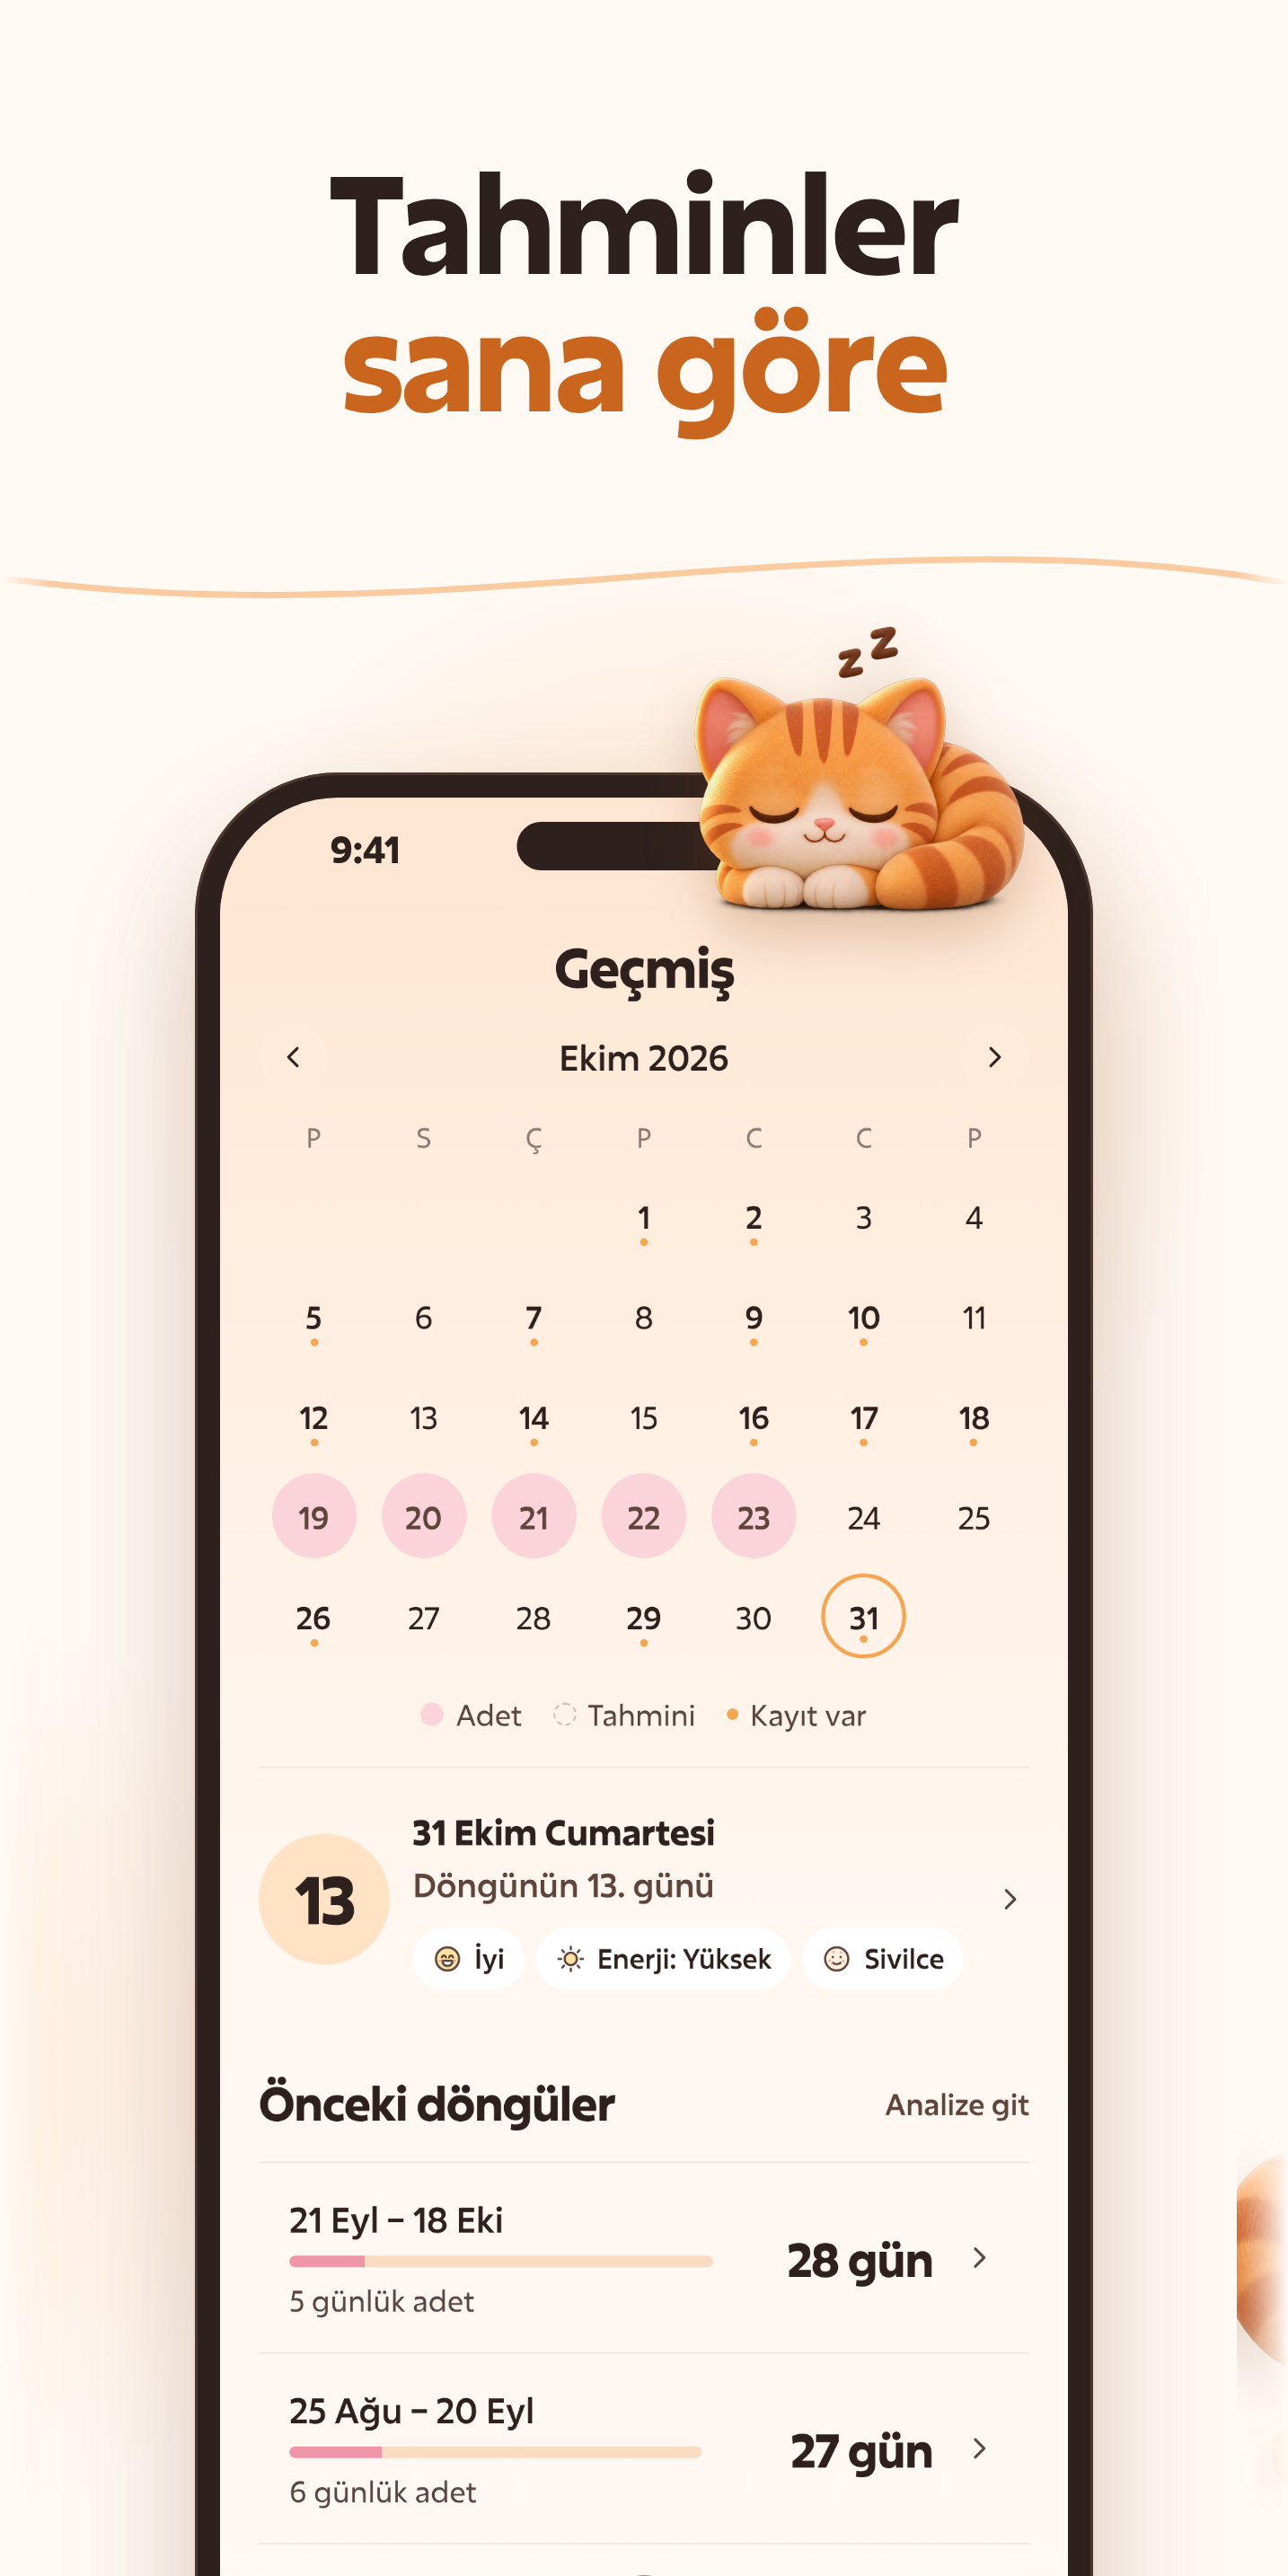 Tahminler
sana göre
z z
9:41
Geçmiş
Ekim 2026
P S Ç P C C P
1 2 3 4
5 6 7 8 9 10 11
12 13 14 15 16 17 18
19 20 21 22 23 24 25
26 27 28 29 30 31
Adet Tahmini Kayıt var
13
31 Ekim Cumartesi
Döngünün 13. günü
İyi Enerji: Yüksek Sivilce
Önceki döngüler Analize git
21 Eyl – 18 Eki
28 gün
5 günlük adet
25 Ağu – 20 Eyl
27 gün
6 günlük adet